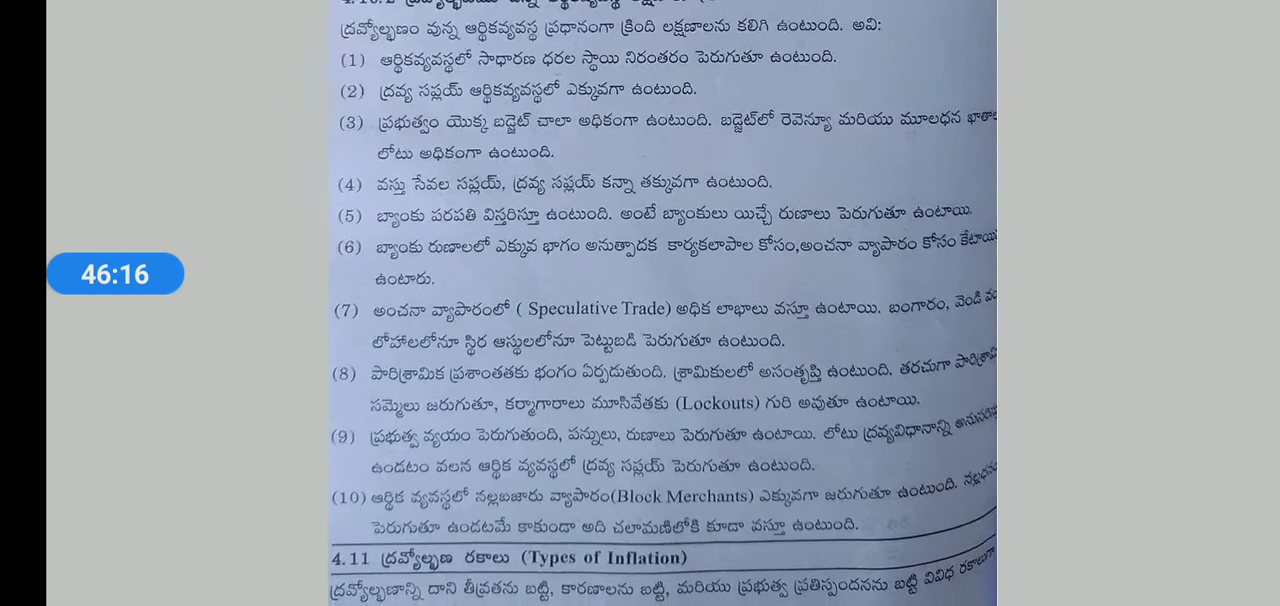 ద్రవ్యోల్బణం వున్న ఆర్థికవ్యవస్థ ప్రధానంగా క్రింది లక్షణాలను కలిగి ఉంటుంది. అవి:
(1) ఆర్థికవ్యవస్థలో సాధారణ ధరల స్థాయి నిరంతరం పెరుగుతూ ఉంటుంది.
(2) ద్రవ్య సప్లయ్ ఆర్థికవ్యవస్థలో ఎక్కువగా ఉంటుంది.
(3) ప్రభుత్వం యొక్క బడ్జెట్ చాలా అధికంగా ఉంటుంది. బడ్జెట్‌లో రెవెన్యూ మరియు మూలధన
లోటు అధికంగా ఉంటుంది.
(4) వస్తు సేవల సప్లయ్, ద్రవ్య సప్లయ్ కన్నా తక్కువగా ఉంటుంది.
(5) బ్యాంకు పరపతి విస్తరిస్తూ ఉంటుంది. అంటే బ్యాంకులు యిచ్చే రుణాలు పెరుగుతూ ఉంటాయి.
46:16
(6) బ్యాంకు రుణాలలో ఎక్కువ భాగం అనుత్పాదక కార్యకలాపాల కోసం,అంచనా వ్యాపారం కోసం
ఉంటారు.
(7) అంచనా వ్యాపారంలో ( Speculative Trade) అధిక లాభాలు వస్తూ ఉంటాయి. బంగారం, వెండి
లోహాలలోనూ స్థిర ఆస్థులలోనూ పెట్టుబడి పెరుగుతూ ఉంటుంది.
(8) పారిశ్రామిక ప్రశాంతతకు భంగం ఏర్పడుతుంది. శ్రామికులలో అసంతృప్తి ఉంటుంది. తరచుగా
సమ్మెలు జరుగుతూ, కర్మాగారాలు మూసివేతకు (Lockouts) గురి అవుతూ ఉంటాయి.
(9) ప్రభుత్వ వ్యయం పెరుగుతుంది, పన్నులు, రుణాలు పెరుగుతూ ఉంటాయి. లోటు ద్రవ్యవిధానాన్ని
ఉండటం వలన ఆర్థిక వ్యవస్థలో ద్రవ్య సప్లయ్ పెరుగుతూ ఉంటుంది.
(10) ఆర్థిక వ్యవస్థలో నల్లబజారు వ్యాపారం(Block Merchants) ఎక్కువగా జరుగుతూ ఉంటుంది.
పెరుగుతూ ఉండటమే కాకుండా అది చలామణిలోకి కూడా వస్తూ ఉంటుంది.
4.11 ద్రవ్యోల్బణ రకాలు (Types of Inflation)
ద్రవ్యోల్బణాన్ని దాని తీవ్రతను బట్టి, కారణాలను బట్టి, మరియు ప్రభుత్వ ప్రతిస్పందనను బట్టి వివిధ రకాలుగా